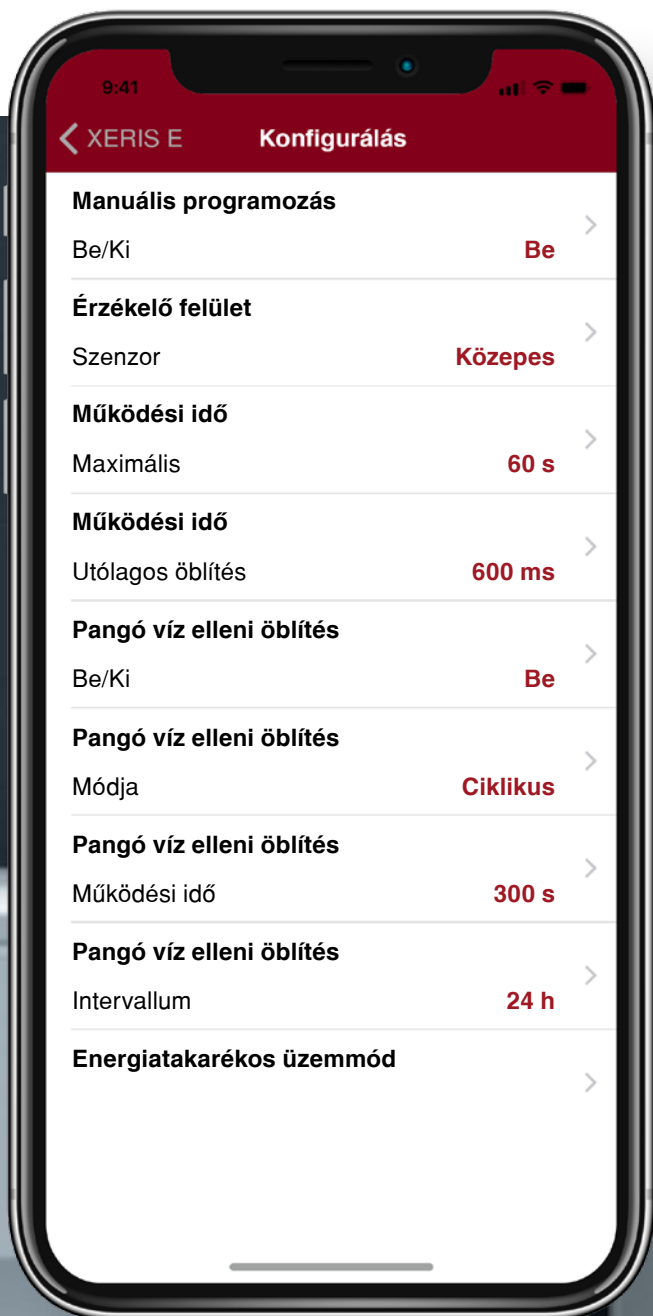 9:41
XERIS E Konfigurálás
Manuális programozás
Be/Ki Be
Érzékelő felület
Szenzor Közepes
Működési idő
Maximális 60 s
Működési idő
Utólagos öblítés 600 ms
Pangó víz elleni öblítés
Be/Ki Be
Pangó víz elleni öblítés
Módja Ciklikus
Pangó víz elleni öblítés
Működési idő 300 s
Pangó víz elleni öblítés
Intervallum 24 h
Energiatakarékos üzemmód